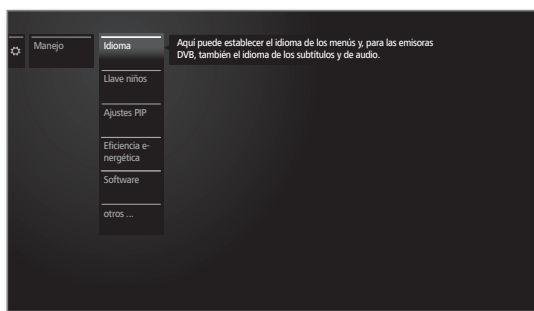 Manejo
Idioma
Aquí puede establecer el idioma de los menús y, para las emisoras
DVB, también el idioma de los subtítulos y de audio.
Llave niños
Ajustes PIP
Eficiencia e-
nergética
Software
otros ...